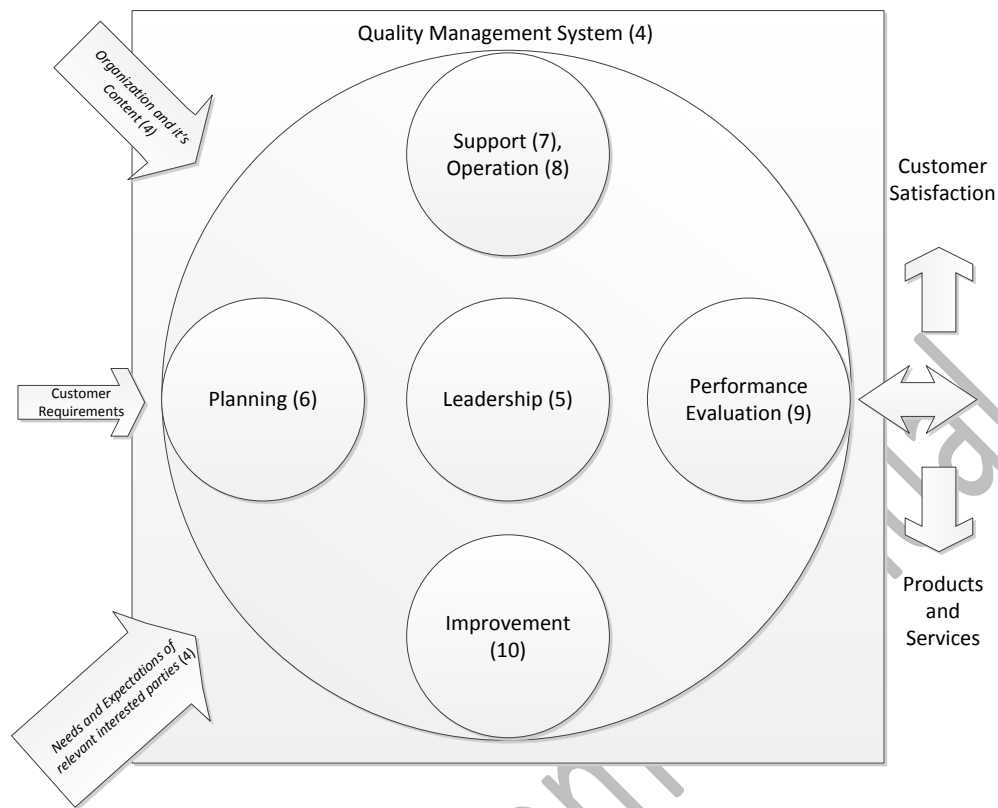 Quality Management System (4)
Organization and it's
Content (4)
Support (7),
Operation (8)
Customer
Satisfaction
Customer
Requirements
Planning (6)
Leadership (5)
Performance
Evaluation (9)
Improvement
(10)
Products
and
Services
Needs and Expectations of
relevant interested parties (4)